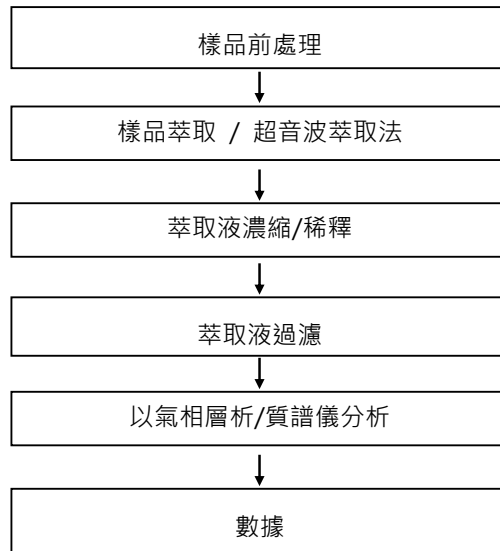 樣品前處理
樣品萃取 / 超音波萃取法
萃取液濃縮/稀釋
萃取液過濾
以氣相層析/質譜儀分析
數據